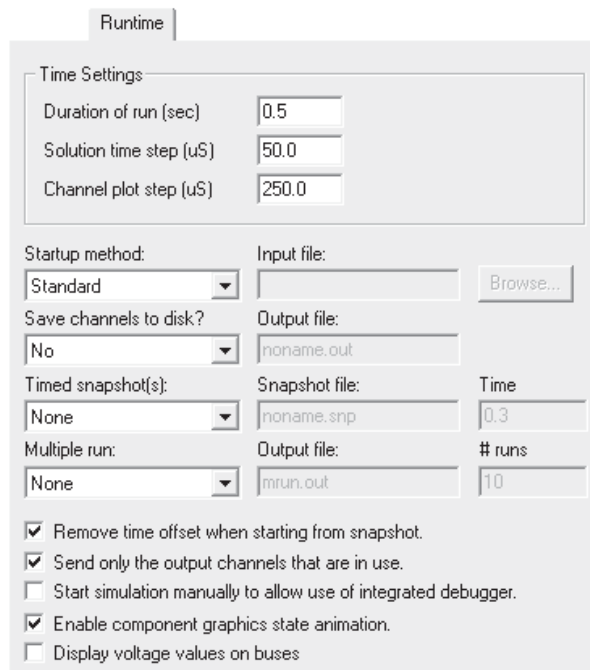 Runtime
Time Settings
Duration of run (sec) 0.5
Solution time step (uS) 50.0
Channel plot step (uS) 250.0
Startup method: Input file:
Standard Browse...
Save channels to disk? Output file:
No noname.out
Timed snapshot(s): Snapshot file: Time
None noname.snp 0.3
Multiple run: Output file: # runs
None mrun.out 10
Remove time offset when starting from snapshot.
Send only the output channels that are in use.
Start simulation manually to allow use of integrated debugger.
Enable component graphics state animation.
Display voltage values on buses